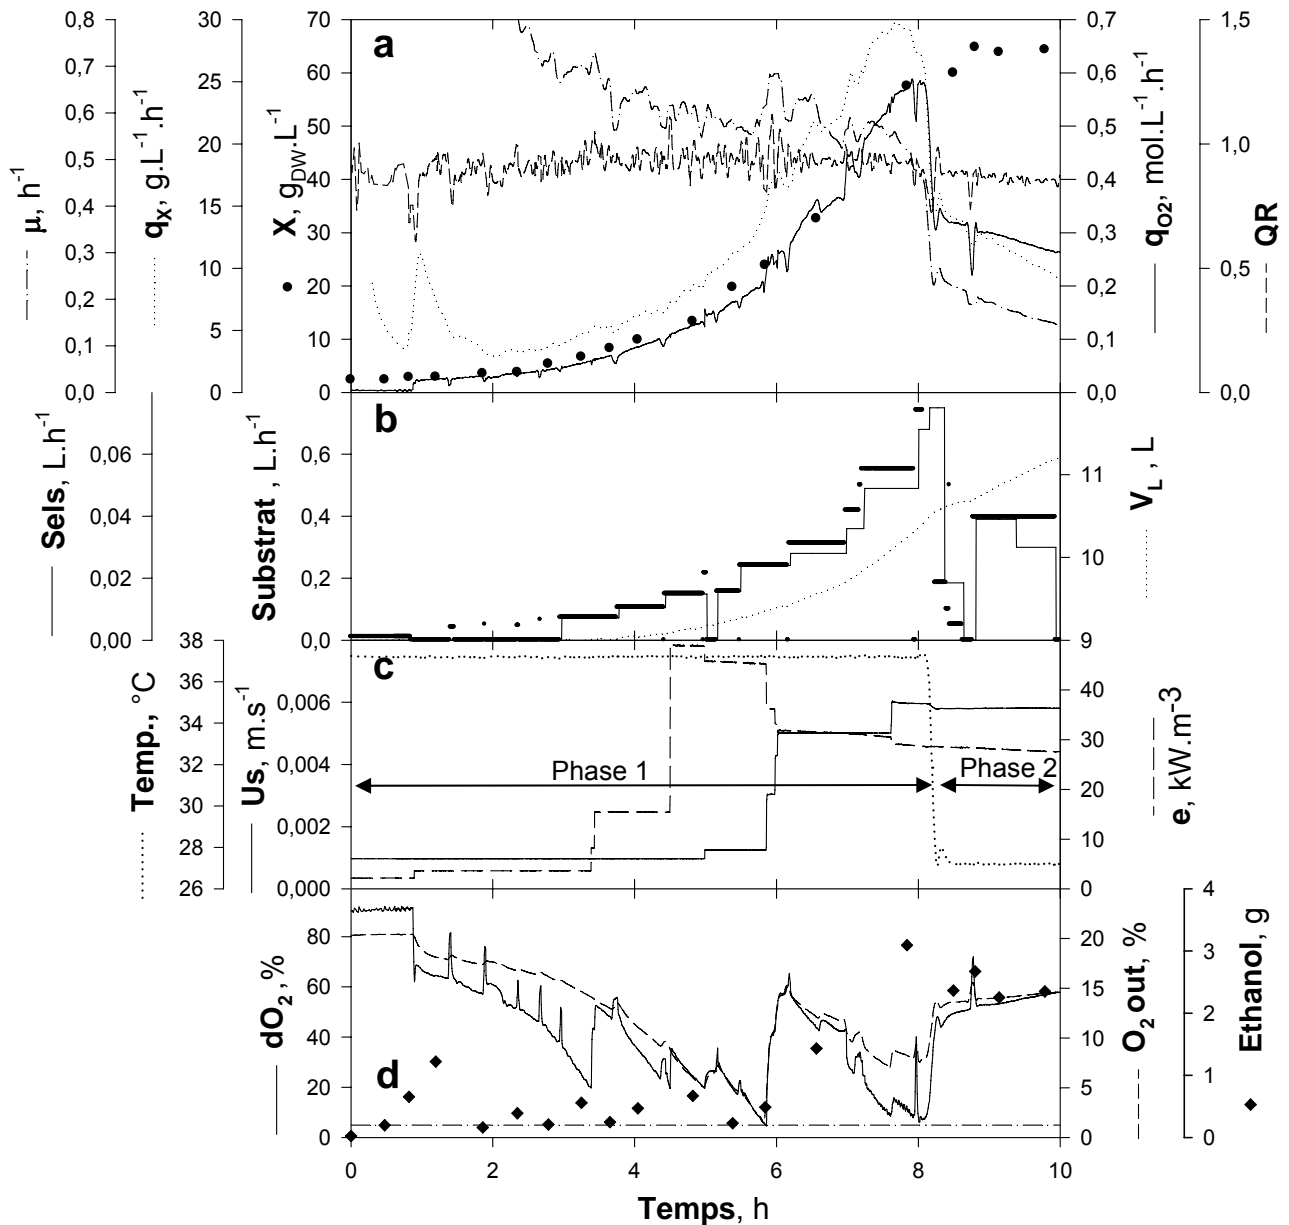 0,8 30 70 0,7 1,5
a
0,7 25 60 0,6
0,6 50 0,5
0,5 20 1,0
0,4 15 40 0,4
0,3 30 0,3
0,2 10 20 0,2 0,5
0,1 5 10 0,1
0,0 0 0 0,0 0,0
μ, h⁻¹
q_X, g.L⁻¹.h⁻¹
X, g_DW.L⁻¹
q_O2, mol.L⁻¹.h⁻¹
QR
b
0,06 0,6 11
0,04 0,4 10
0,02 0,2
0,00 0,0 9
Sels, L.h⁻¹
Substrat , L.h⁻¹
V_L , L
38
c
36 0,006 40
34 30
32 0,004
30 20
28 0,002 10
26 0,000 0
Phase 1
Phase 2
Temp., °C
Us, m.s⁻¹
e, kW.m⁻³
4
80 20 3
60 15
40 10 2
20 5 1
0 0 0
d
dO₂, %
O₂ out, %
Ethanol, g
0 2 4 6 8 10
Temps, h